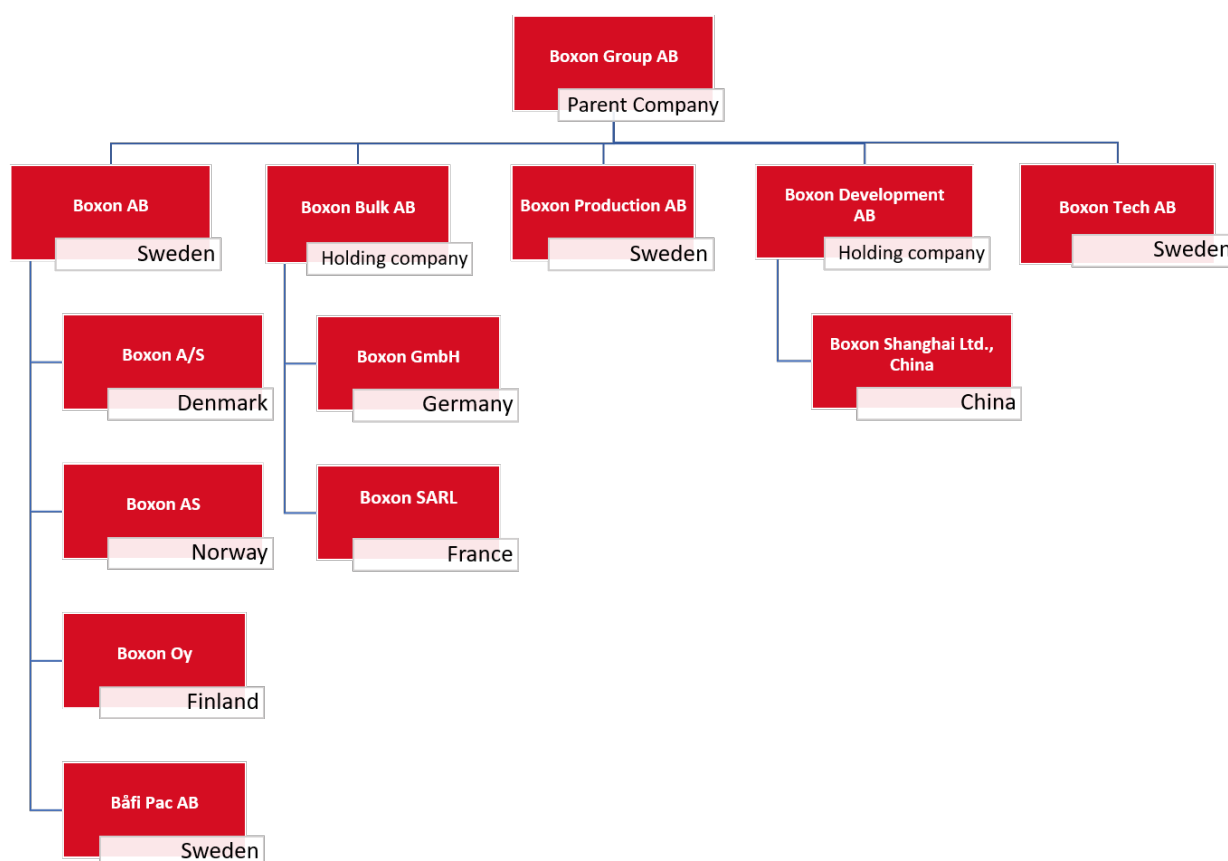 Boxon Group AB
Parent Company
Boxon AB
Sweden
Boxon Bulk AB
Holding company
Boxon Production AB
Sweden
Boxon Development
AB
Holding company
Boxon Tech AB
Sweden
Boxon A/S
Denmark
Boxon GmbH
Germany
Boxon Shanghai Ltd.,
China
China
Boxon AS
Norway
Boxon SARL
France
Boxon Oy
Finland
Båfi Pac AB
Sweden